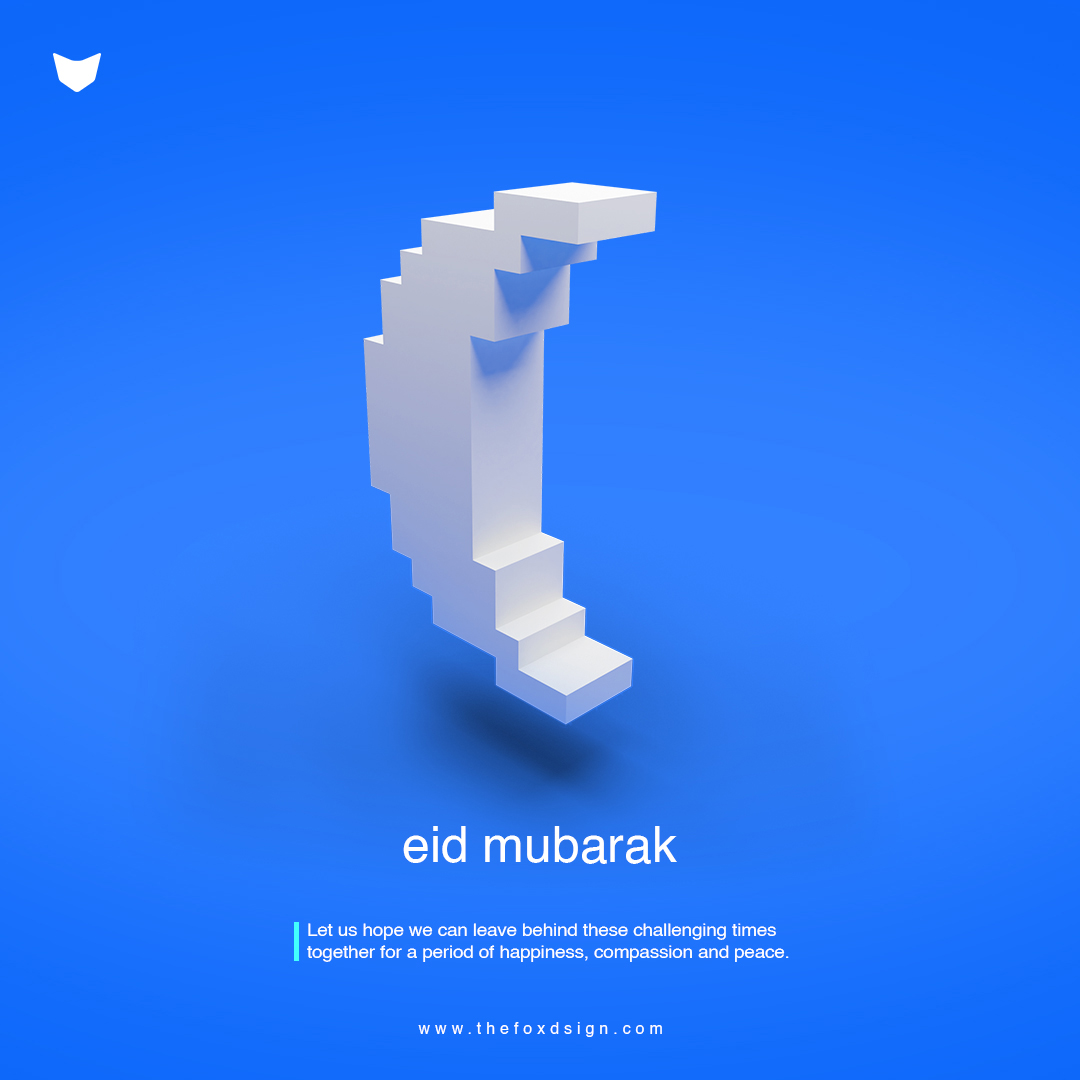 eid mubarak
Let us hope we can leave behind these challenging times
together for a period of happiness, compassion and peace.
www.thefoxdsign.com